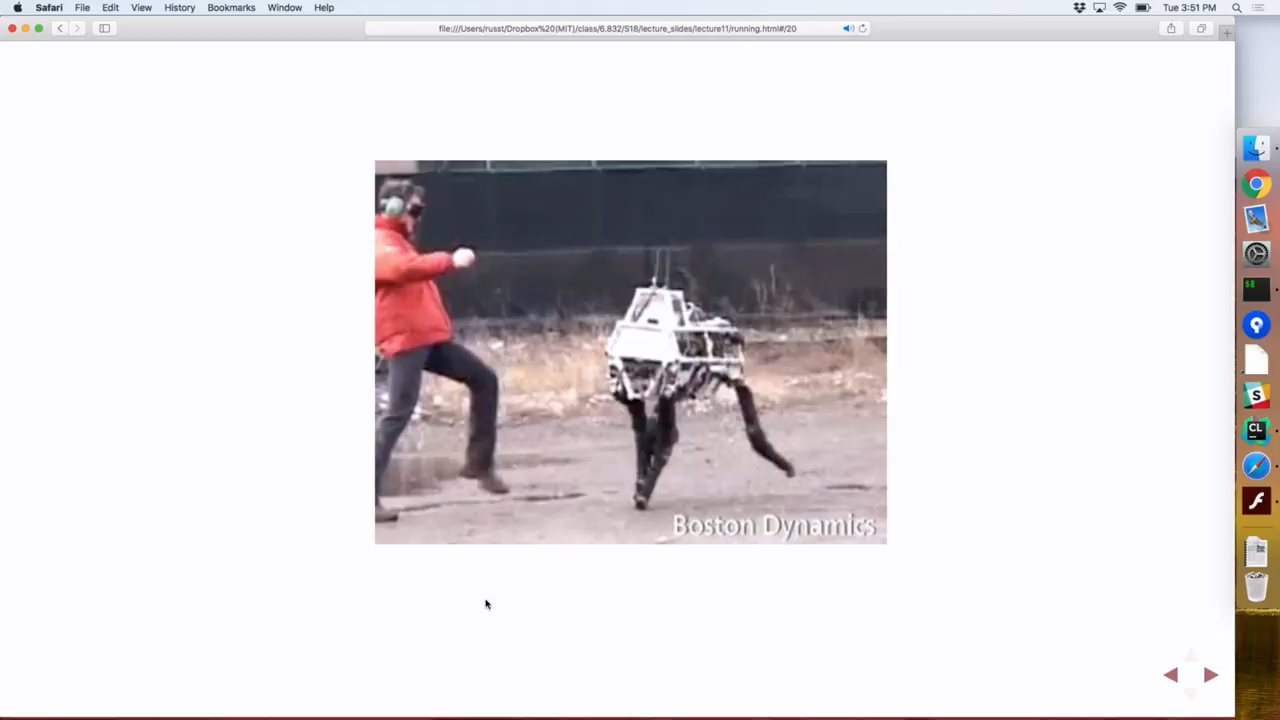 Safari File Edit View History Bookmarks Window Help
Tue 3:51 PM
file:///Users/russt/Dropbox%20(MIT)/class/6.832/S18/lecture_slides/lecture11/running.html#/20
$
S
CL
Boston Dynamics